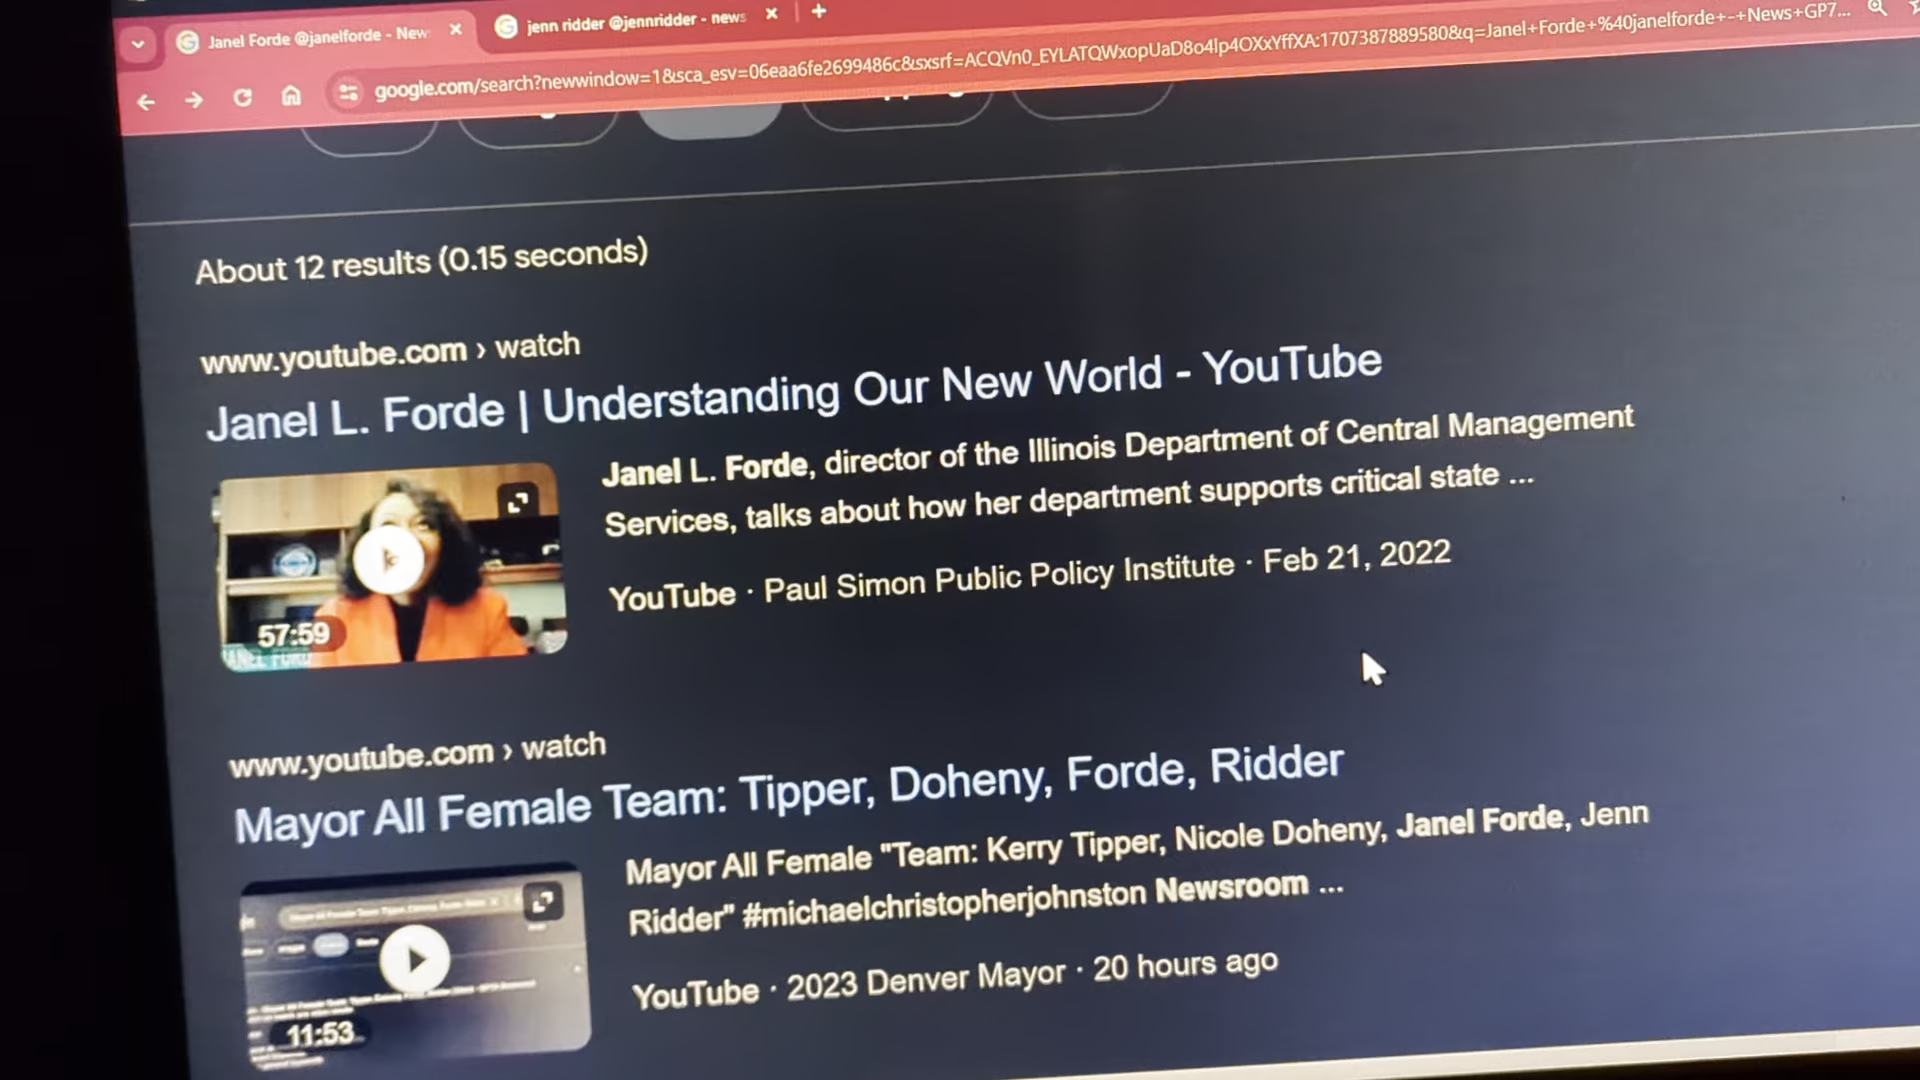 Janel Forde @janelforde - New
jenn ridder @jennridder - news
google.com/search?newwindow=1&sca_esv=06eaa6fe2699486c&sxsrf=ACQVn0_EYLATQWxopUaD8o4lp4OXxYffXA:1707387889580&q=Janel+Forde+%40janelforde+-+News+GP7...
About 12 results (0.15 seconds)
www.youtube.com › watch
Janel L. Forde | Understanding Our New World - YouTube
Janel L. Forde, director of the Illinois Department of Central Management
Services, talks about how her department supports critical state ...
57:59
YouTube · Paul Simon Public Policy Institute · Feb 21, 2022
www.youtube.com › watch
Mayor All Female Team: Tipper, Doheny, Forde, Ridder
Mayor All Female "Team: Kerry Tipper, Nicole Doheny, Janel Forde, Jenn
Ridder" #michaelchristopherjohnston Newsroom ...
11:53
YouTube · 2023 Denver Mayor · 20 hours ago